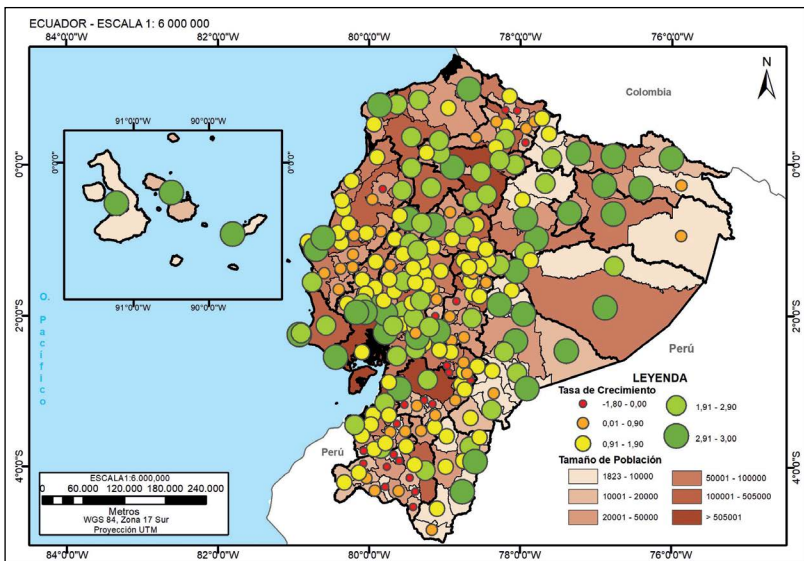 ECUADOR - ESCALA 1: 6 000 000
84°0'0"W 82°0'0"W 80°0'0"W 78°0'0"W 76°0'0"W
N
Colombia
91°0'0"W 90°0'0"W
0°0'0" 0°0'0" 0°0'0" 0°0'0"
91°0'0"W 90°0'0"W
2°0'0"S 2°0'0"S
O. Pacífico
Perú
LEYENDA
Tasa de Crecimiento
-1,80 - 0,00
0,01 - 0,90
0,91 - 1,90
1,91 - 2,90
2,91 - 3,00
Tamaño de Población
1823 - 10000
10001 - 20000
20001 - 50000
50001 - 100000
100001 - 505000
> 505001
Perú
4°0'0"S 4°0'0"S
ESCALA1:6.000,000
0 20.000 60.000 120.000 180.000 240.000
Metros
WGS 84, Zona 17 Sur
Proyección UTM
84°0'0"W 82°0'0"W 80°0'0"W 78°0'0"W 76°0'0"W